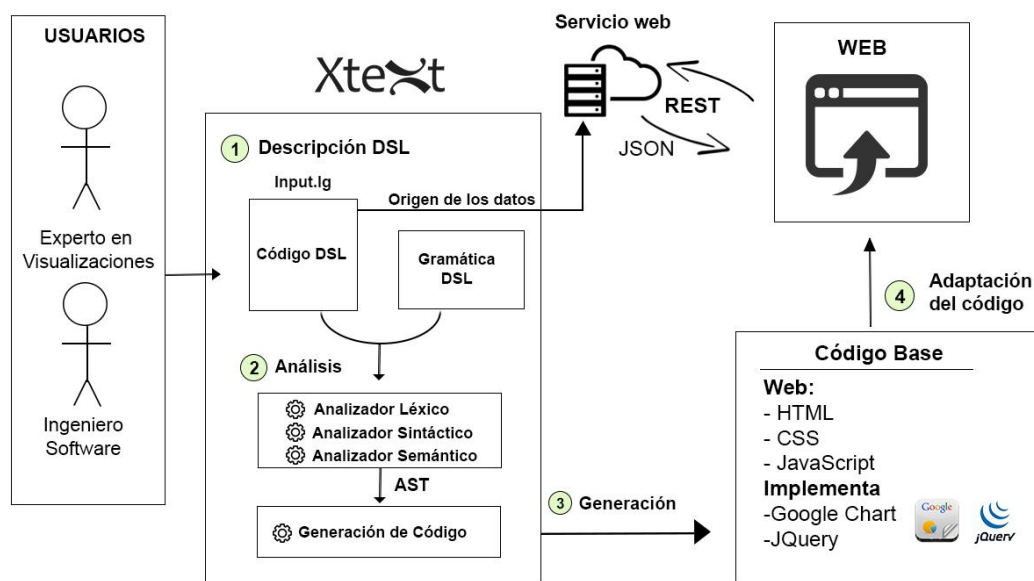 USUARIOS
Experto en
Visualizaciones
Ingeniero
Software
Xtext
1 Descripción DSL
Input.lg
Código DSL
Origen de los datos
Gramática
DSL
2 Análisis
Analizador Léxico
Analizador Sintáctico
Analizador Semántico
AST
Generación de Código
Servicio web
REST
JSON
WEB
3 Generación
4 Adaptación
del código
Código Base
Web:
- HTML
- CSS
- JavaScript
Implementa
-Google Chart
-JQuery
Google
jQuery